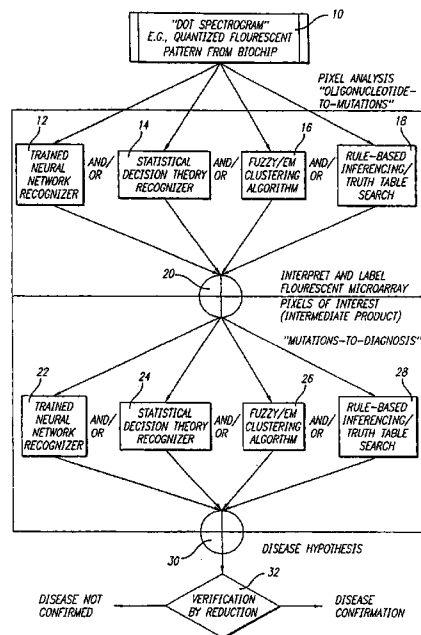 "DOT SPECTROGRAM"
E.G., QUANTIZED FLOURESCENT
PATTERN FROM BIOCHIP
10
PIXEL ANALYSIS
"OLIGONUCLEOTIDE-
TO-MUTATIONS"
12
14
16
18
TRAINED
NEURAL
NETWORK
RECOGNIZER
AND/
OR
STATISTICAL
DECISION THEORY
RECOGNIZER
AND/
OR
FUZZY/EM
CLUSTERING
ALGORITHM
AND/
OR
RULE-BASED
INFERENCING/
TRUTH TABLE
SEARCH
20
INTERPRET AND LABEL
FLOURESCENT MICROARRAY
PIXELS OF INTEREST
(INTERMEDIATE PRODUCT)
"MUTATIONS-TO-DIAGNOSIS"
22
24
26
28
TRAINED
NEURAL
NETWORK
RECOGNIZER
AND/
OR
STATISTICAL
DECISION THEORY
RECOGNIZER
AND/
OR
FUZZY/EM
CLUSTERING
ALGORTHM
AND/
OR
RULE-BASED
INFERENCING/
TRUTH TABLE
SEARCH
30
DISEASE HYPOTHESIS
32
DISEASE NOT
CONFIRMED
VERIFICATION
BY REDUCTION
DISEASE
CONFIRMATION